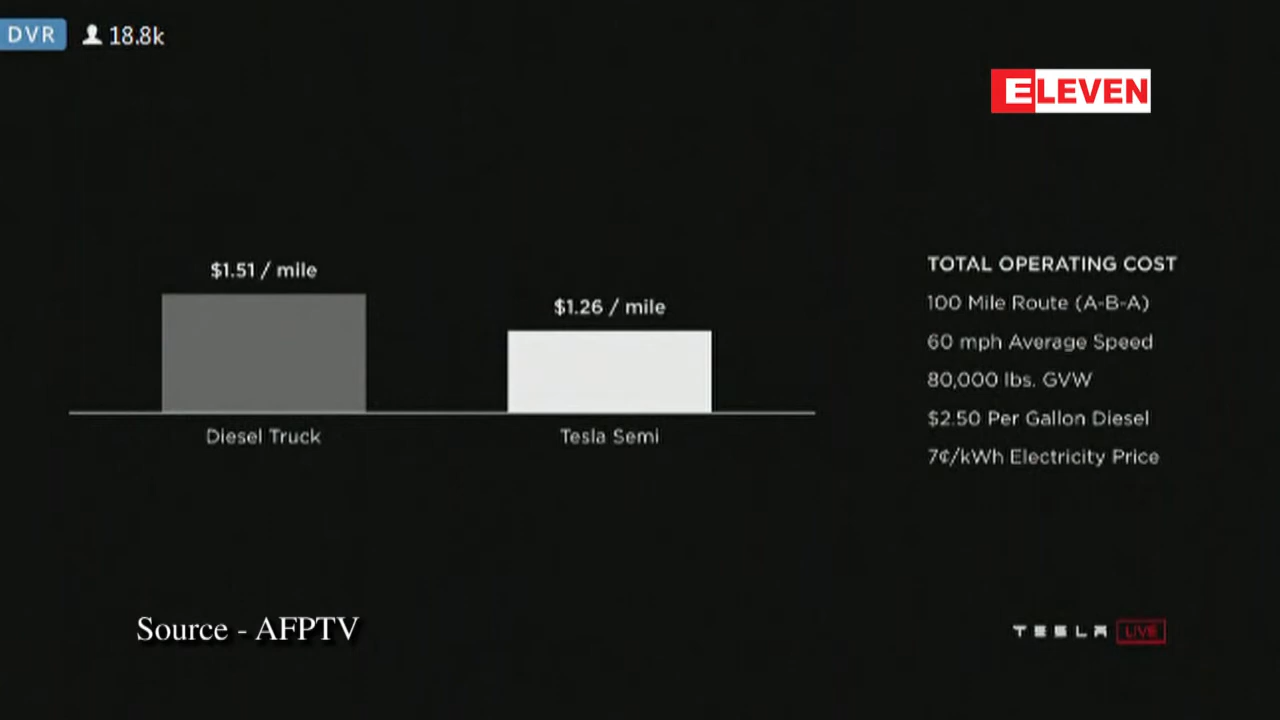 DVR 18.8k
ELEVEN
$1.51 / mile
$1.26 / mile
Diesel Truck
Tesla Semi
TOTAL OPERATING COST
100 Mile Route (A-B-A)
60 mph Average Speed
80,000 lbs. GVW
$2.50 Per Gallon Diesel
7¢/kWh Electricity Price
Source - AFPTV
TESLA LIVE